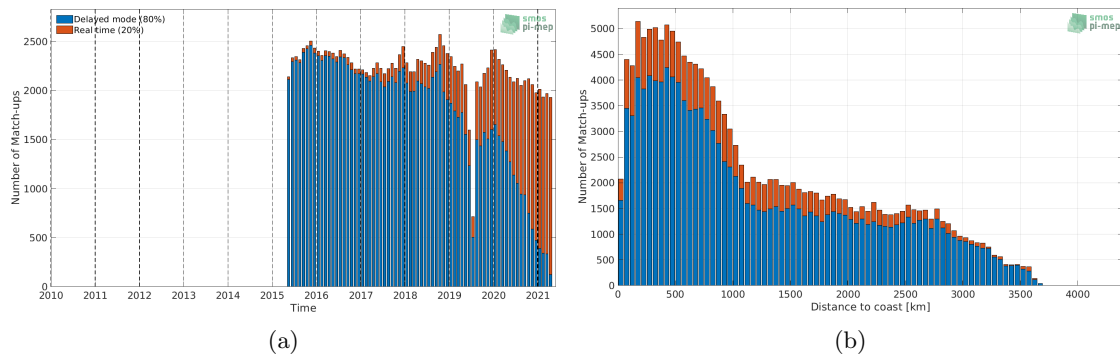 Delayed mode (80%)
Real time (20%)
smos
pi-mep
Number of Match-ups
2500
2000
1500
1000
500
0
2010 2011 2012 2013 2014 2015 2016 2017 2018 2019 2020 2021
Time
(a)
smos
pi-mep
Number of Match-ups
5000
4500
4000
3500
3000
2500
2000
1500
1000
500
0
0 500 1000 1500 2000 2500 3000 3500 4000
Distance to coast [km]
(b)